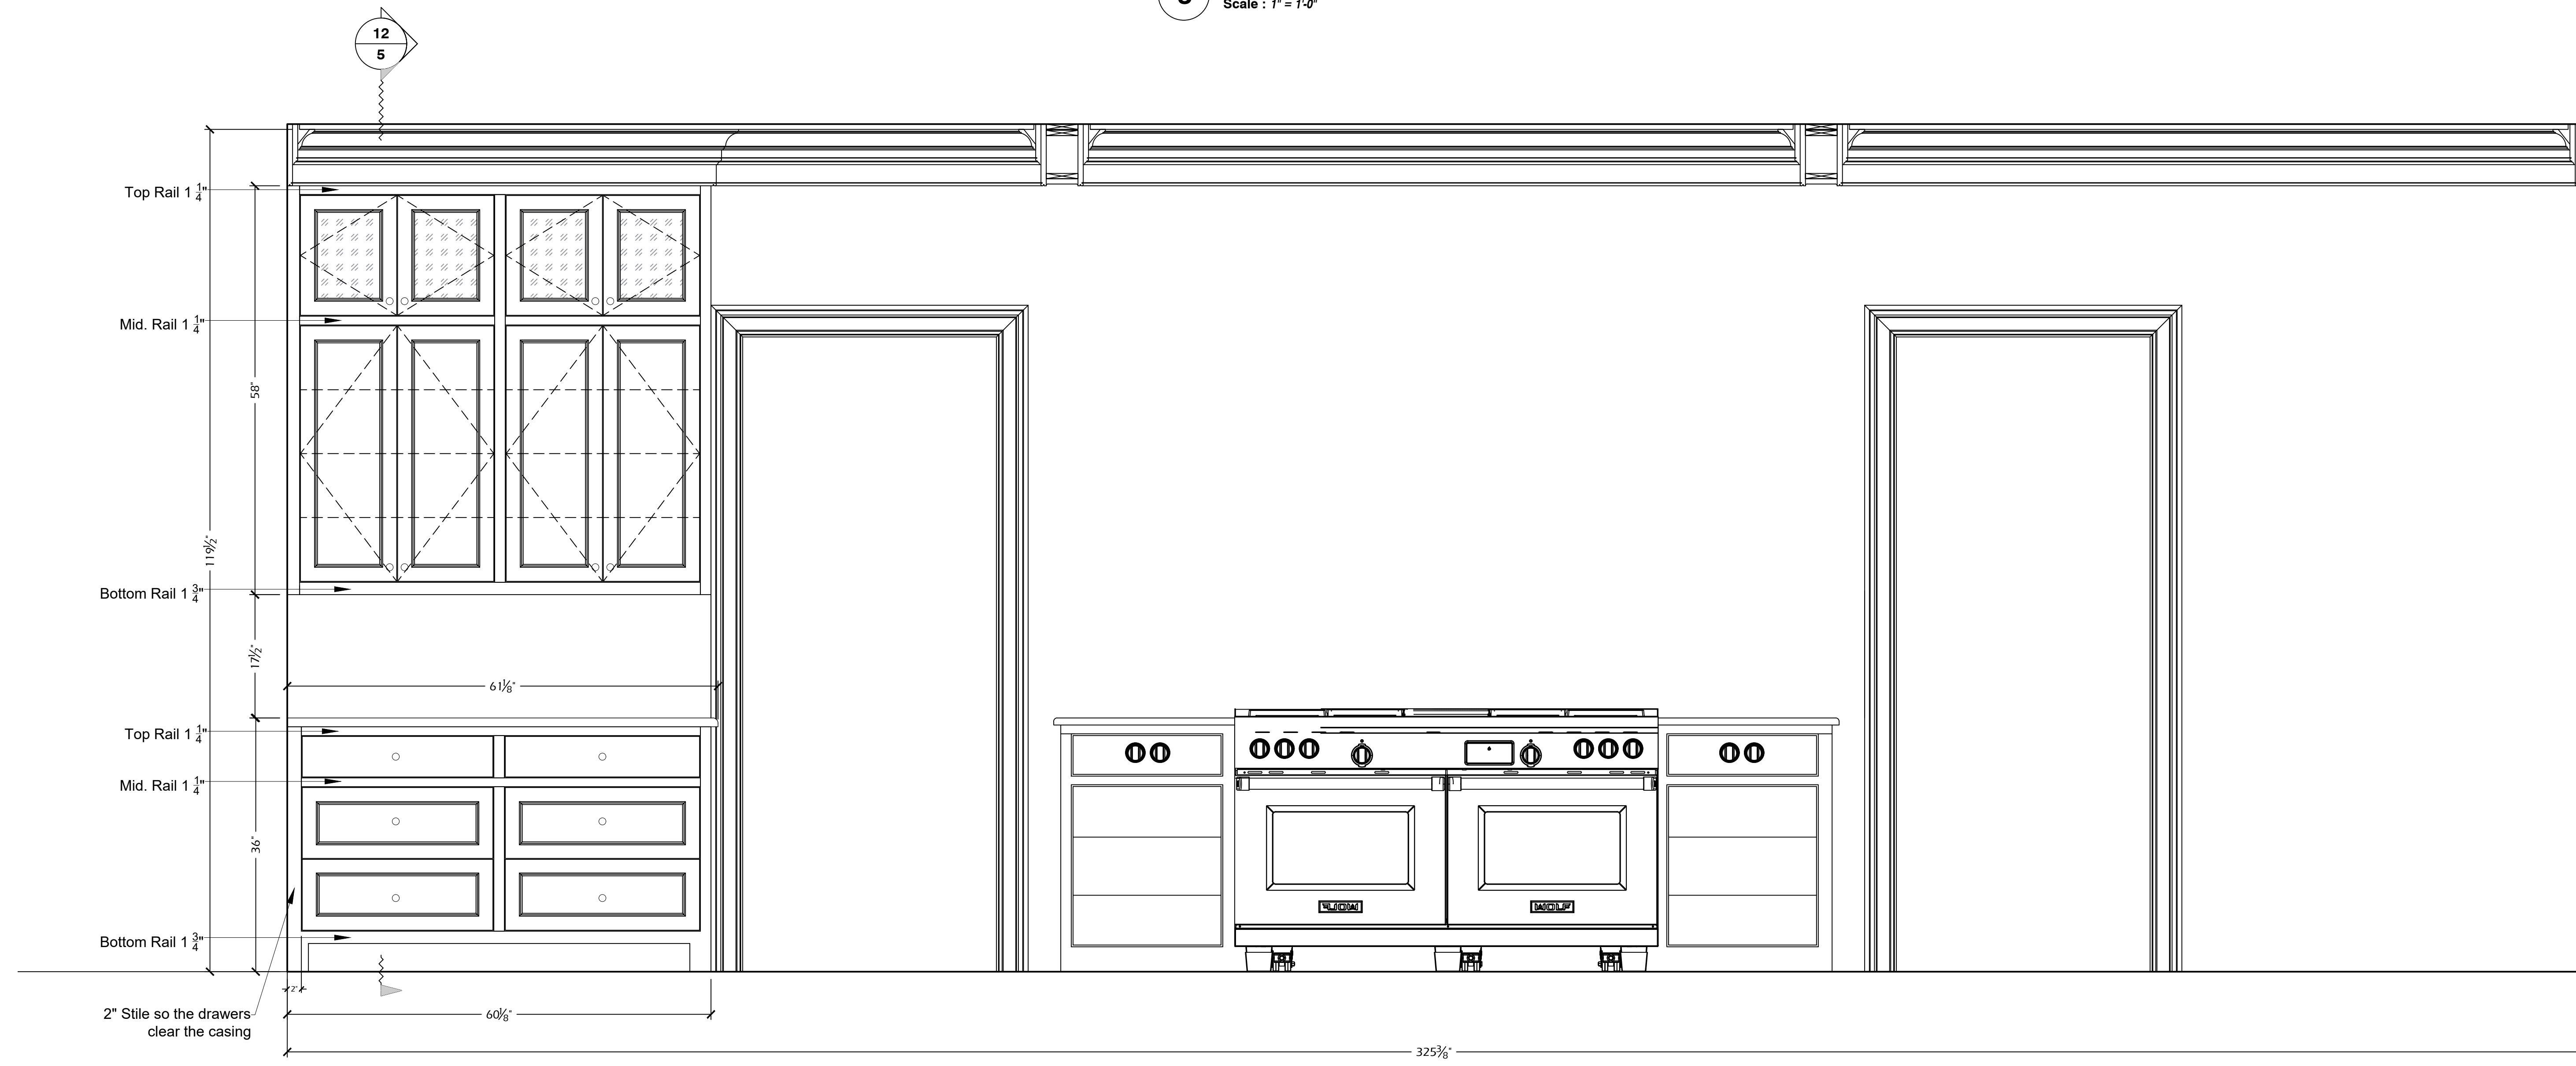 Scale : 1" = 1'-0"
12
5
Top Rail 1 1/4"
Mid. Rail 1 1/4"
58"
119 1/2"
Bottom Rail 1 3/4"
17 1/2"
61 1/8"
Top Rail 1 1/4"
Mid. Rail 1 1/4"
36"
WOLF
Bottom Rail 1 3/4"
2"
2" Stile so the drawers
clear the casing
60 1/8"
325 3/8"